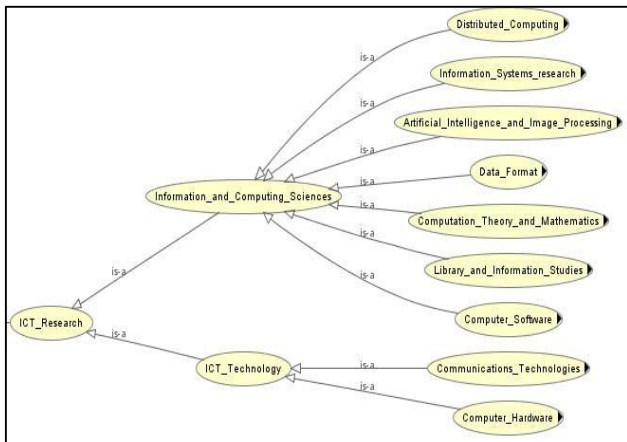 Distributed_Computing
is-a
Information_Systems_research
is-a
Artificial_Intelligence_and_Image_Processing
is-a
Data_Format
is-a
Information_and_Computing_Sciences
is-a
Computation_Theory_and_Mathematics
is-a
Library_and_Information_Studies
is-a
is-a
Computer_Software
ICT_Research
is-a
ICT_Technology
is-a
Communications_Technologies
is-a
Computer_Hardware